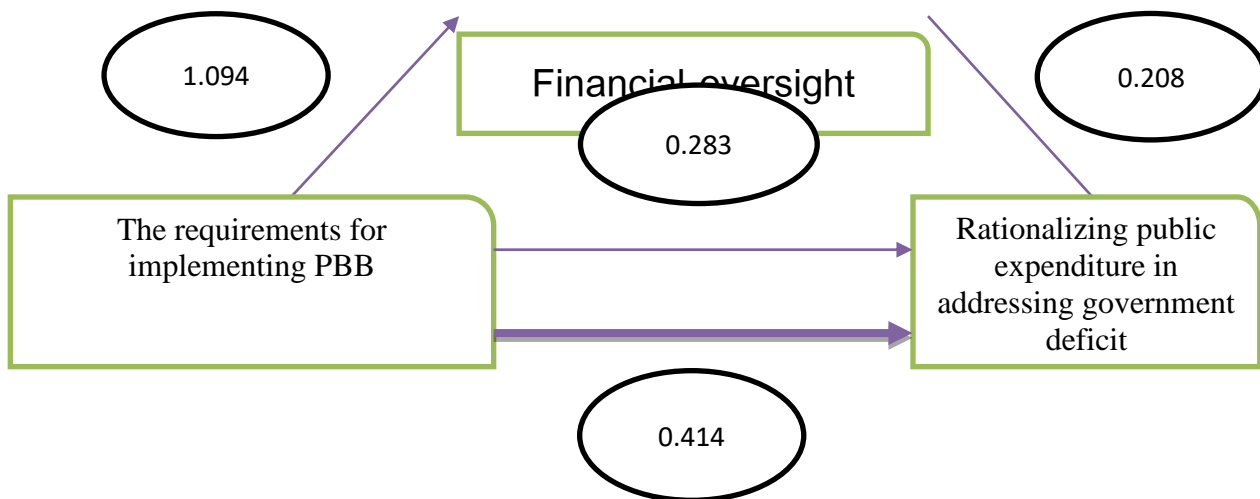 1.094
Financial oversight
0.208
0.283
The requirements for
implementing PBB
Rationalizing public
expenditure in
addressing government
deficit
0.414